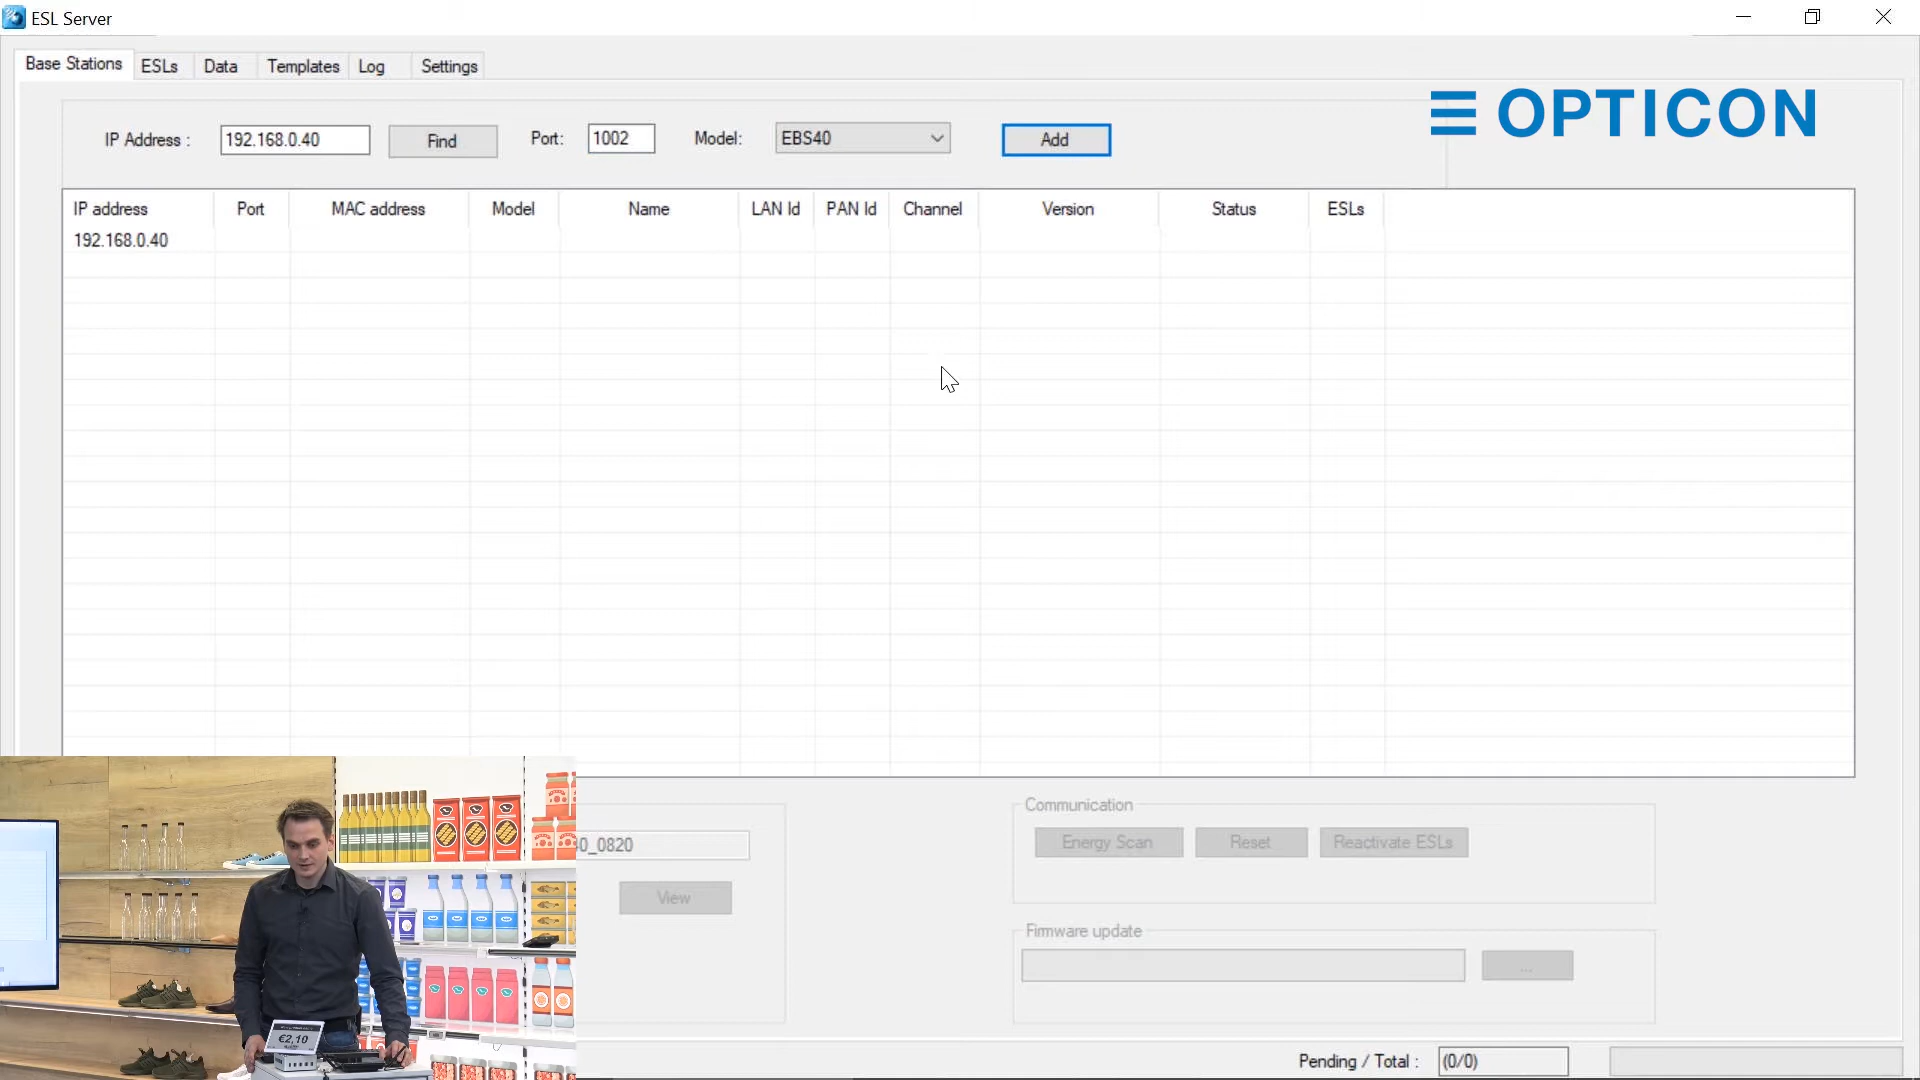 ESL Server
Base Stations ESLs Data Templates Log Settings
OPTICON
IP Address : 192.168.0.40 Find Port: 1002 Model: EBS40 Add
IP address Port MAC address Model Name LAN Id PAN Id Channel Version Status ESLs
192.168.0.40
Communication
0_0820
Energy Scan Reset Reactivate ESLs
View
Firmware update
...
€2,10
Pending / Total : (0/0)